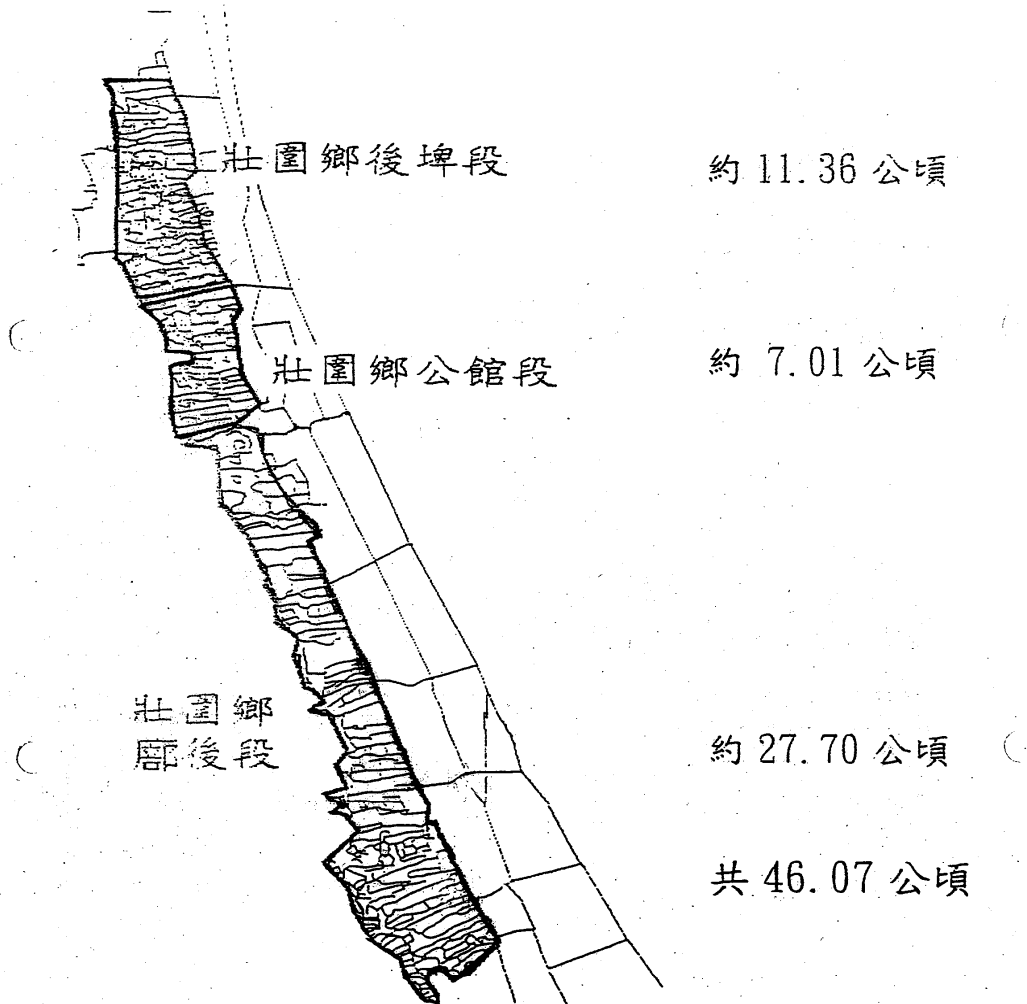 壯圍鄉後埤段 約 11.36 公頃
壯圍鄉公館段 約 7.01 公頃
壯圍鄉
廓後段 約 27.70 公頃
共 46.07 公頃